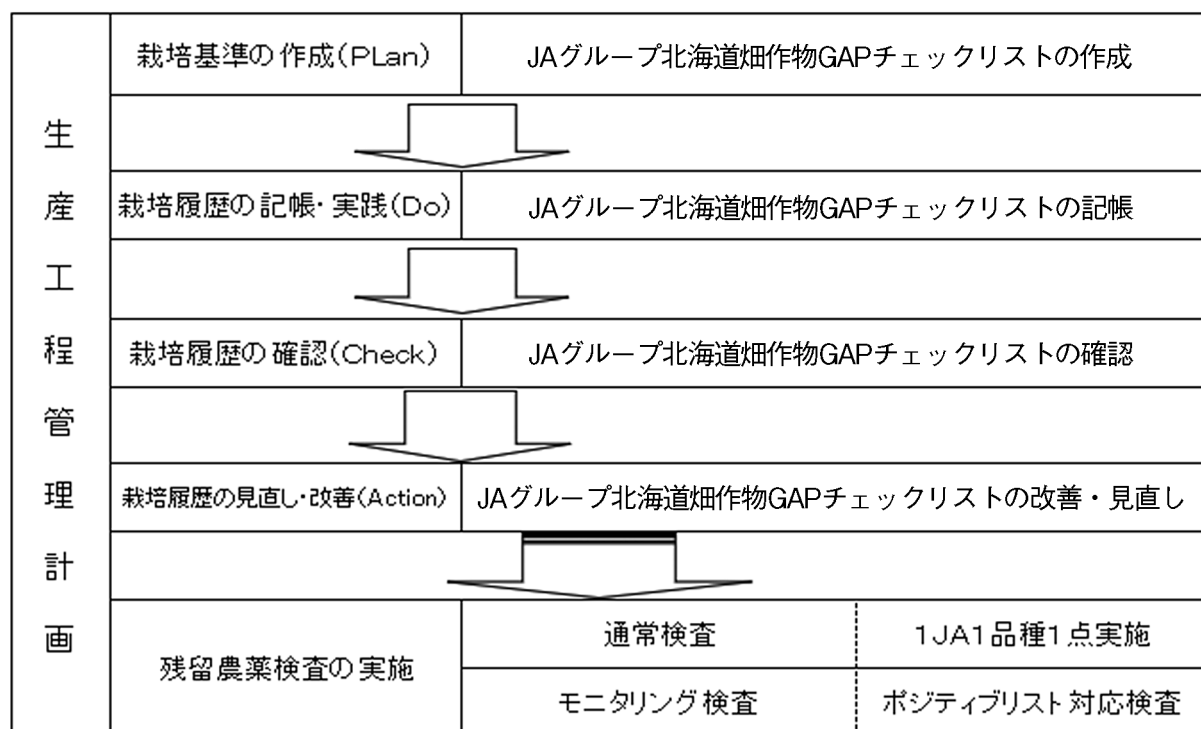 生産工程管理計画
栽培基準の作成(PLan)
JAグループ北海道畑作物GAPチェックリストの作成
栽培履歴の記帳・実践(Do)
JAグループ北海道畑作物GAPチェックリストの記帳
栽培履歴の確認(Check)
JAグループ北海道畑作物GAPチェックリストの確認
栽培履歴の見直し・改善(Action)
JAグループ北海道畑作物GAPチェックリストの改善・見直し
残留農薬検査の実施
通常検査
1JA1品種1点実施
モニタリング検査
ポジティブリスト対応検査